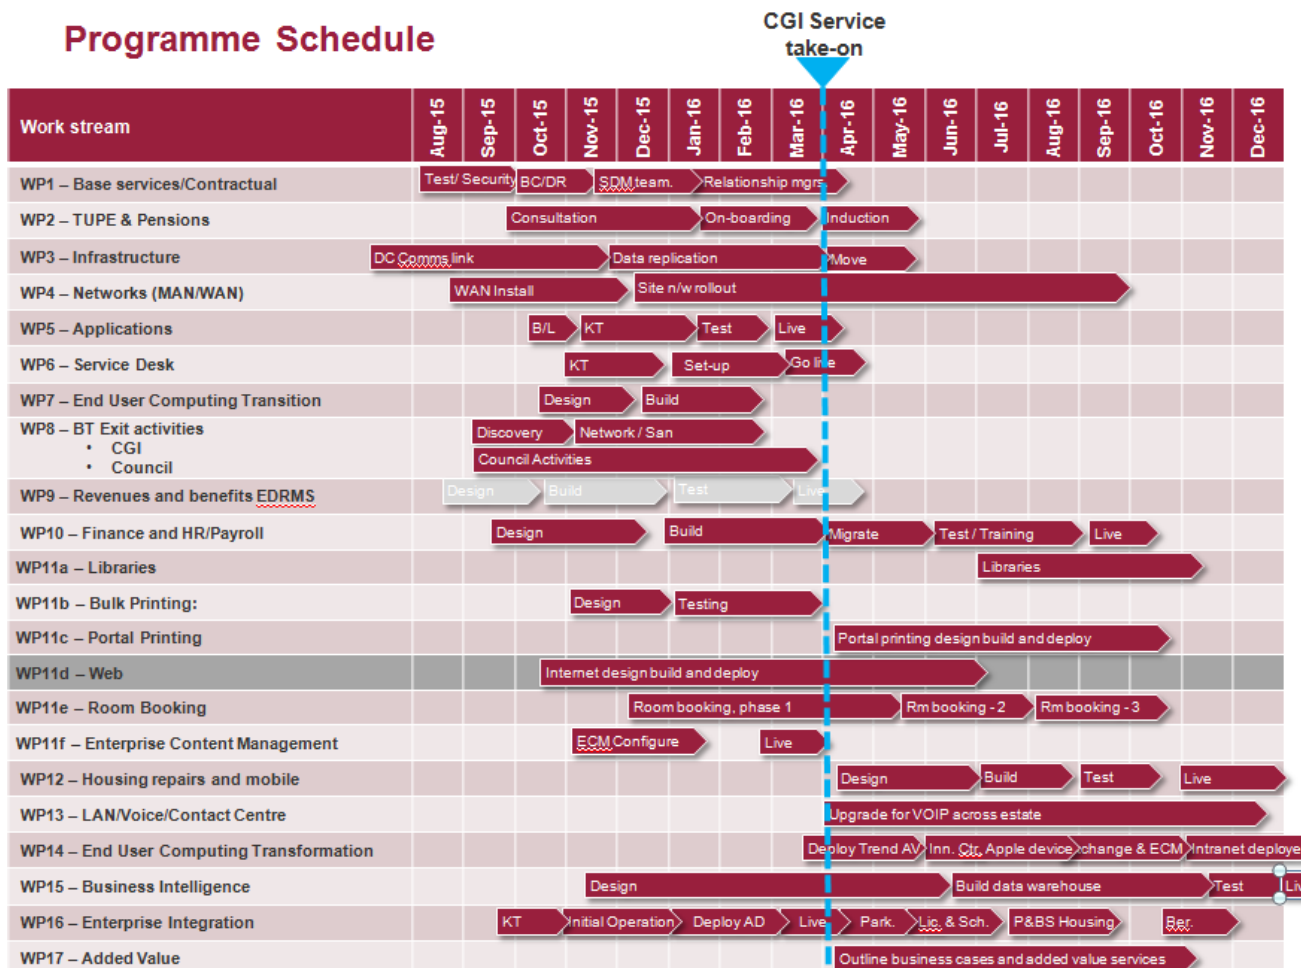 CGI Service
take-on
Programme Schedule
Work stream Aug-15 Sep-15 Oct-15 Nov-15 Dec-15 Jan-16 Feb-16 Mar-16 Apr-16 May-16 Jun-16 Jul-16 Aug-16 Sep-16 Oct-16 Nov-16 Dec-16
WP1 – Base services/Contractual Test/ Security BC/DR SDM team. Relationship mgrs
WP2 – TUPE & Pensions Consultation On-boarding Induction
WP3 – Infrastructure DC Comms link Data replication Move
WP4 – Networks (MAN/WAN) WAN Install Site n/w rollout
WP5 – Applications B/L KT Test Live
WP6 – Service Desk KT Set-up Go live
WP7 – End User Computing Transition Design Build
WP8 – BT Exit activities Discovery Network / San
• CGI
• Council Council Activities
WP9 – Revenues and benefits EDRMS Design Build Test Live
WP10 – Finance and HR/Payroll Design Build Migrate Test / Training Live
WP11a – Libraries Libraries
WP11b – Bulk Printing: Design Testing
WP11c – Portal Printing Portal printing design build and deploy
WP11d – Web Internet design build and deploy
WP11e – Room Booking Room booking, phase 1 Rm booking - 2 Rm booking - 3
WP11f – Enterprise Content Management ECM Configure Live
WP12 – Housing repairs and mobile Design Build Test Live
WP13 – LAN/Voice/Contact Centre Upgrade for VOIP across estate
WP14 – End User Computing Transformation Deploy Trend AV Inn. Ctr, Apple device change & ECM Intranet deploye
WP15 – Business Intelligence Design Build data warehouse Test Liv
WP16 – Enterprise Integration KT Initial Operation Deploy AD Live Park. Lic. & Sch. P&BS Housing Ber.
WP17 – Added Value Outline business cases and added value services